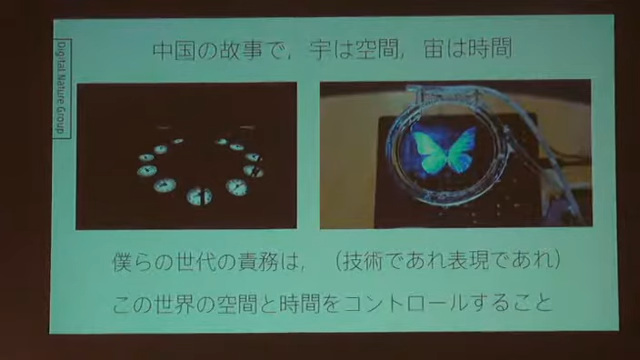 Digital Nature Group
中国の故事で，宇は空間，宙は時間
僕らの世代の責務は，（技術であれ表現であれ）
この世界の空間と時間をコントロールすること